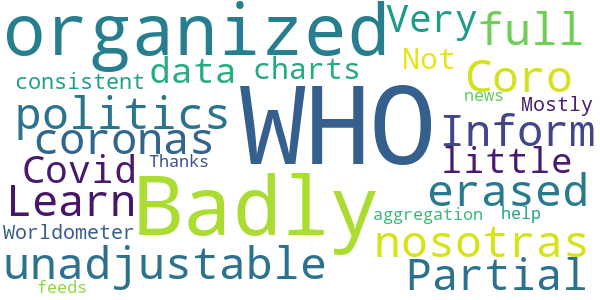 organized Very full
data charts Not Coro
consistent news
politics WHO Mostly
coronas Inform
Covid Thanks little
Learn Badly erased
Worldometer aggregation help
unadjustable nosotras
feeds Partial